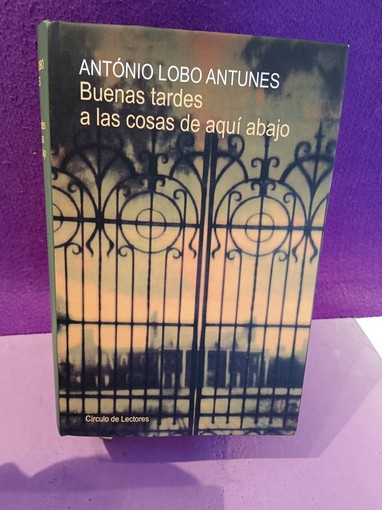 ANTÓNIO LOBO ANTUNES
Buenas tardes
a las cosas de aquí abajo
Círculo de Lectores